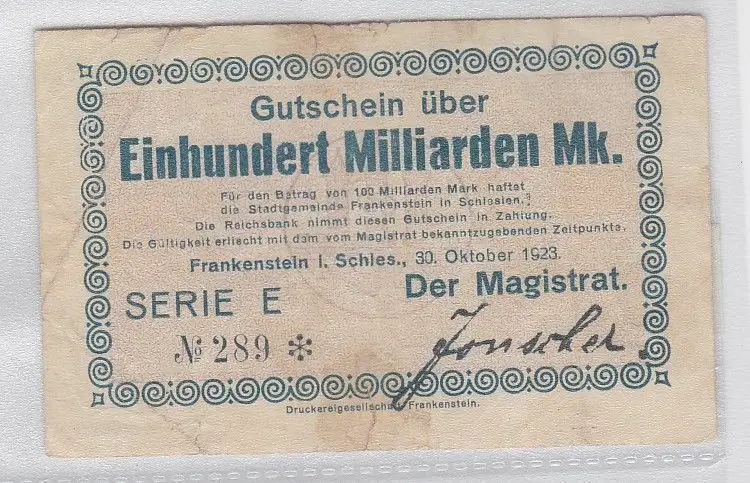 Gutschein über
Einhundert Milliarden Mk.
Für den Betrag von 100 Milliarden Mark haftet
die Stadtgemeinde Frankenstein in Schlesien.
Die Reichsbank nimmt diesen Gutschein in Zahlung.
Die Gültigkeit erlischt mit dem vom Magistrat bekanntzugebenden Zeitpunkte.
Frankenstein i. Schles., 30. Oktober 1923.
Der Magistrat.
SERIE E
№ 289 *
Jonscher.
Druckereigesellschaft Frankenstein.